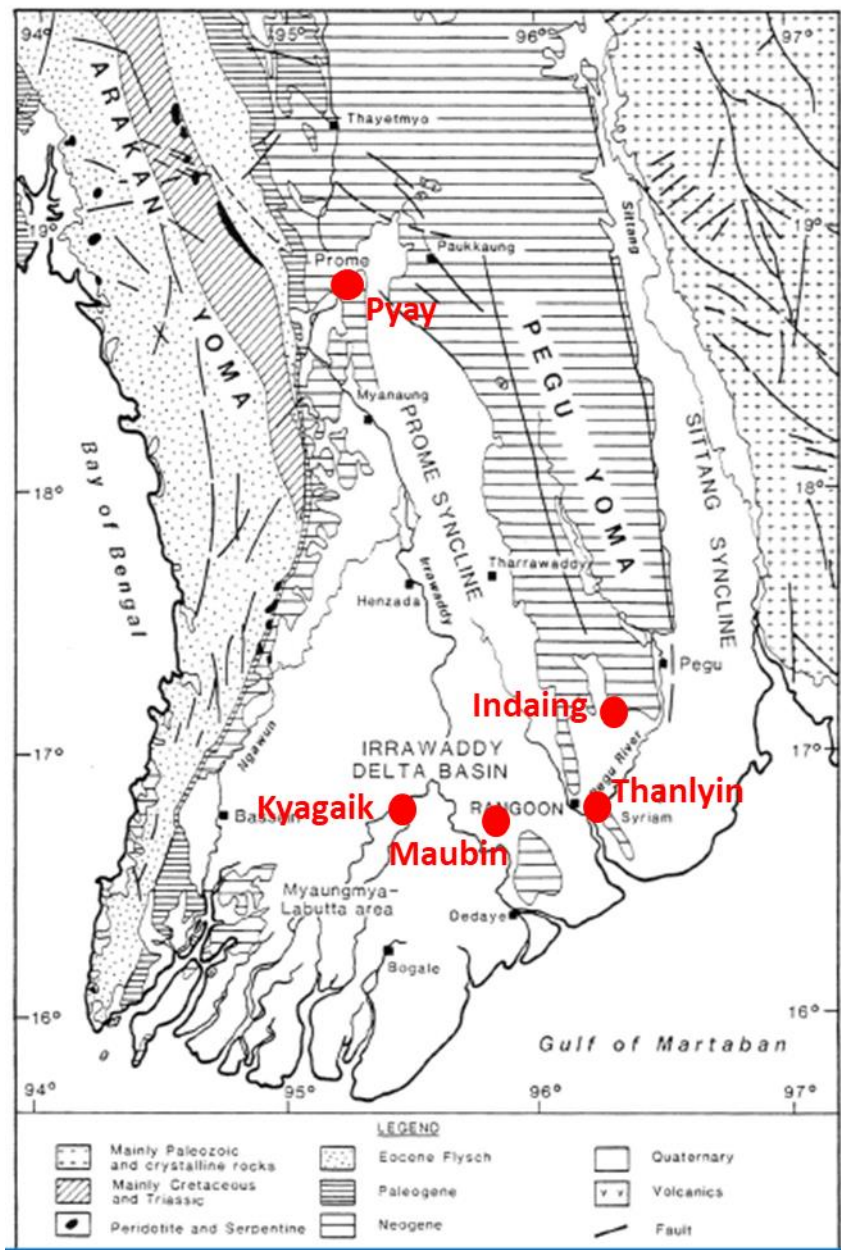 94°
95°
96°
97°
ARAKAN
Thayetmyo
19°
19°
Sittang
Paukkaung
Prome
Pyay
YOMA
PEGU YOMA
Myanaung
PROME SYNCLINE
SITTANG SYNCLINE
Bay of Bengal
18°
18°
Irrawaddy
Tharrawaddy
Henzada
Pegu
Indaing
Ngawun
17°
17°
IRRAWADDY
DELTA BASIN
Pegu River
Thanlyin
Kyagaik
RANGOON
Syriam
Bassein
Maubin
Myaungmya-
Labutta area
Dedaye
Bogale
16°
16°
Gulf of Martaban
94°
95°
96°
97°
LEGEND
Mainly Paleozoic
and crystalline rocks
Eocene Flysch
Quaternary
Mainly Cretaceous
and Triassic
Paleogene
Volcanics
Peridotite and Serpentine
Neogene
Fault